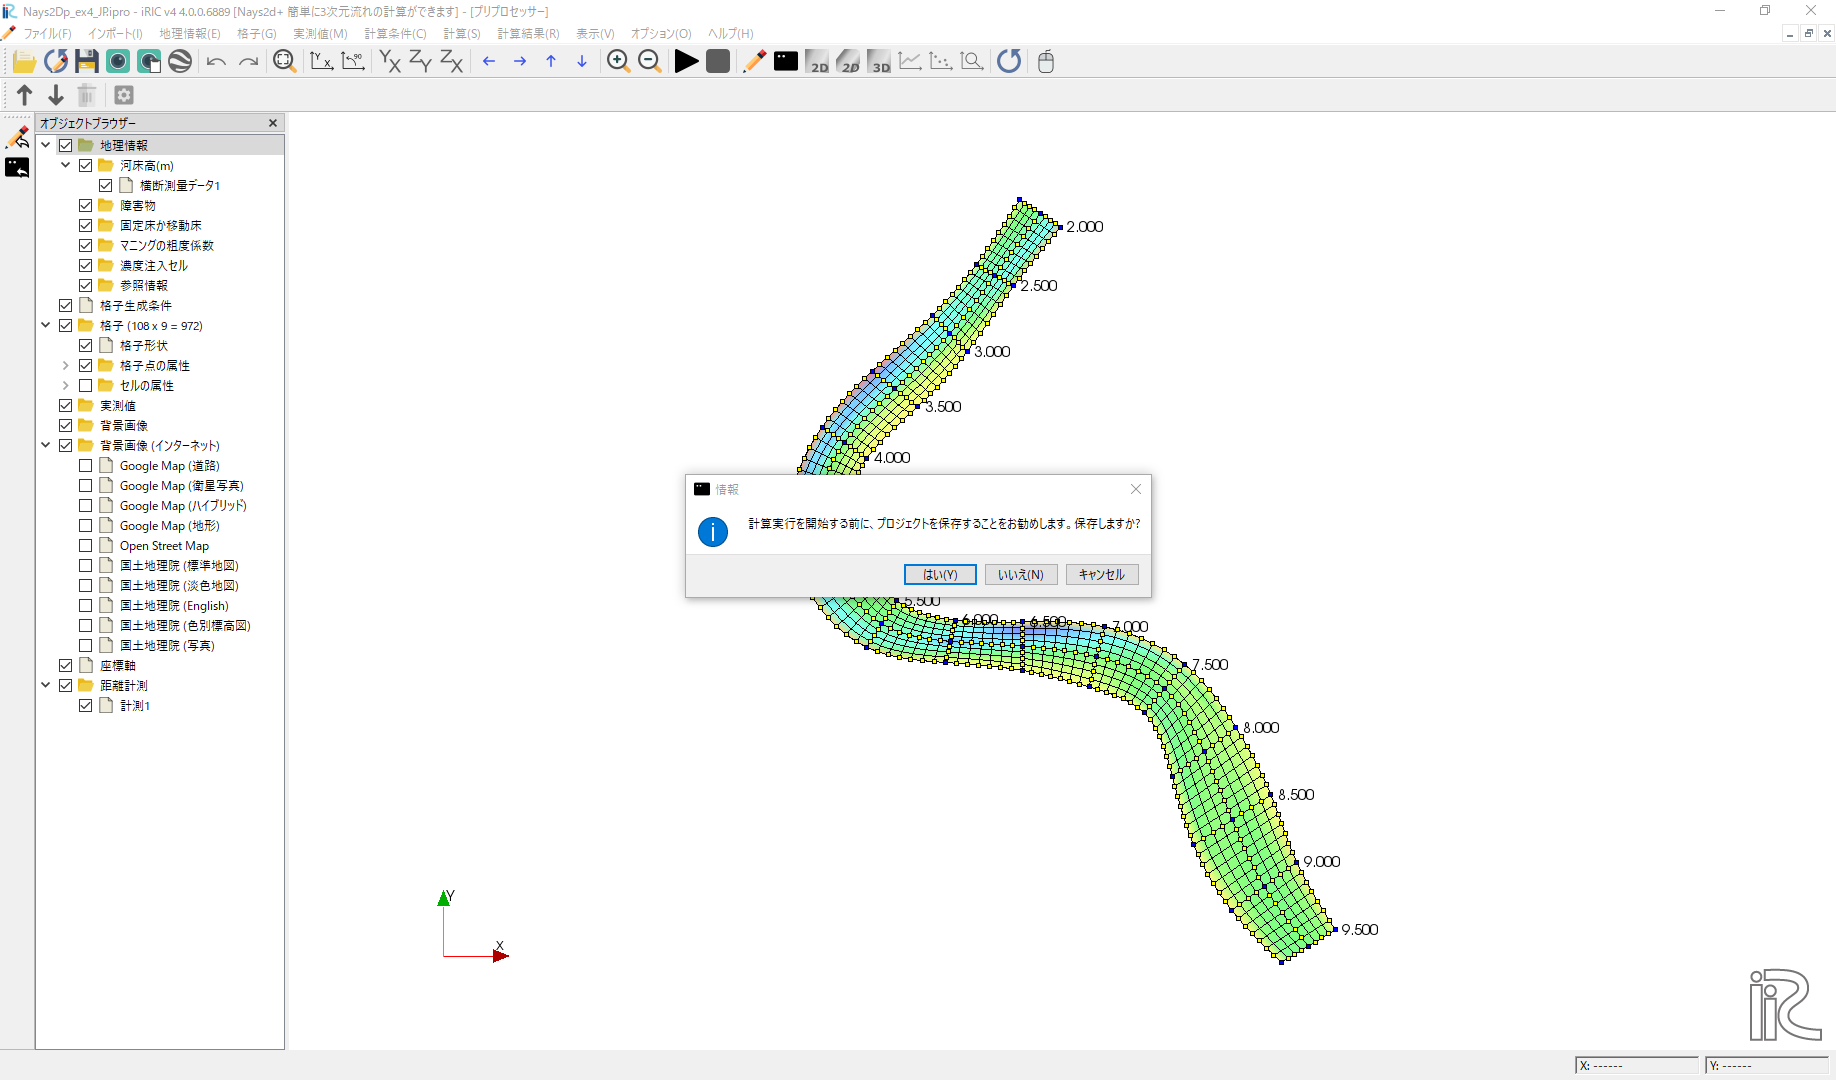 Nays2Dp_ex4_JP.ipro - iRIC v4 4.0.0.6889 [Nays2d+ 簡単に3次元流れの計算ができます] - [プリプロセッサー]
ファイル(F) インポート(I) 地理情報(E) 格子(G) 実測値(M) 計算条件(C) 計算(S) 計算結果(R) 表示(V) オプション(O) ヘルプ(H)
Y x Y x 90 YX ZY ZX 2D 2D 3D
オブジェクトブラウザー
地理情報
河床高(m)
横断測量データ1
障害物
固定床か移動床
マニングの粗度係数
濃度注入セル
参照情報
格子生成条件
格子 (108 x 9 = 972)
格子形状
格子点の属性
セルの属性
実測値
背景画像
背景画像 (インターネット)
Google Map (道路)
Google Map (衛星写真)
Google Map (ハイブリッド)
Google Map (地形)
Open Street Map
国土地理院 (標準地図)
国土地理院 (淡色地図)
国土地理院 (English)
国土地理院 (色別標高図)
国土地理院 (写真)
座標軸
距離計測
計測1
2.000
2.500
3.000
3.500
4.000
情報
計算実行を開始する前に、プロジェクトを保存することをお勧めします。保存しますか?
はい(Y) いいえ(N) キャンセル
5.500
6.000 6.500 7.000
7.500
8.000
8.500
9.000
9.500
Y
X
iRIC
X: ------ Y: ------